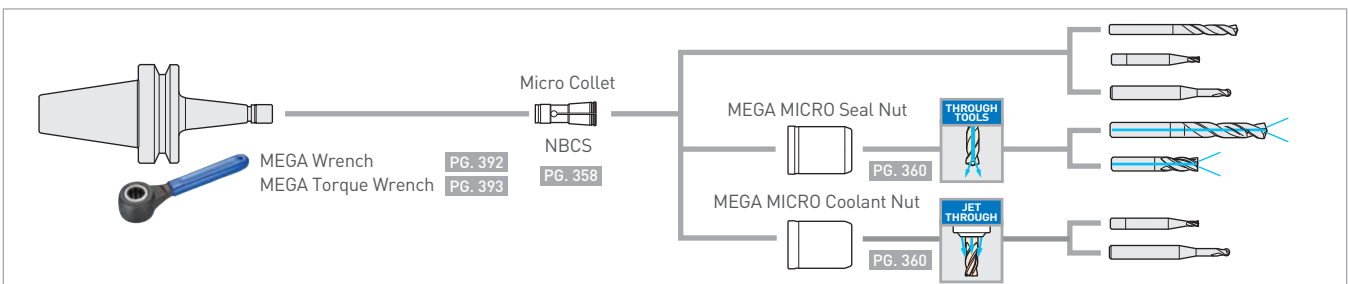 Micro Collet
NBCS
PG. 358
MEGA Wrench PG. 392
MEGA Torque Wrench PG. 393
MEGA MICRO Seal Nut
PG. 360
THROUGH
TOOLS
MEGA MICRO Coolant Nut
PG. 360
JET
THROUGH